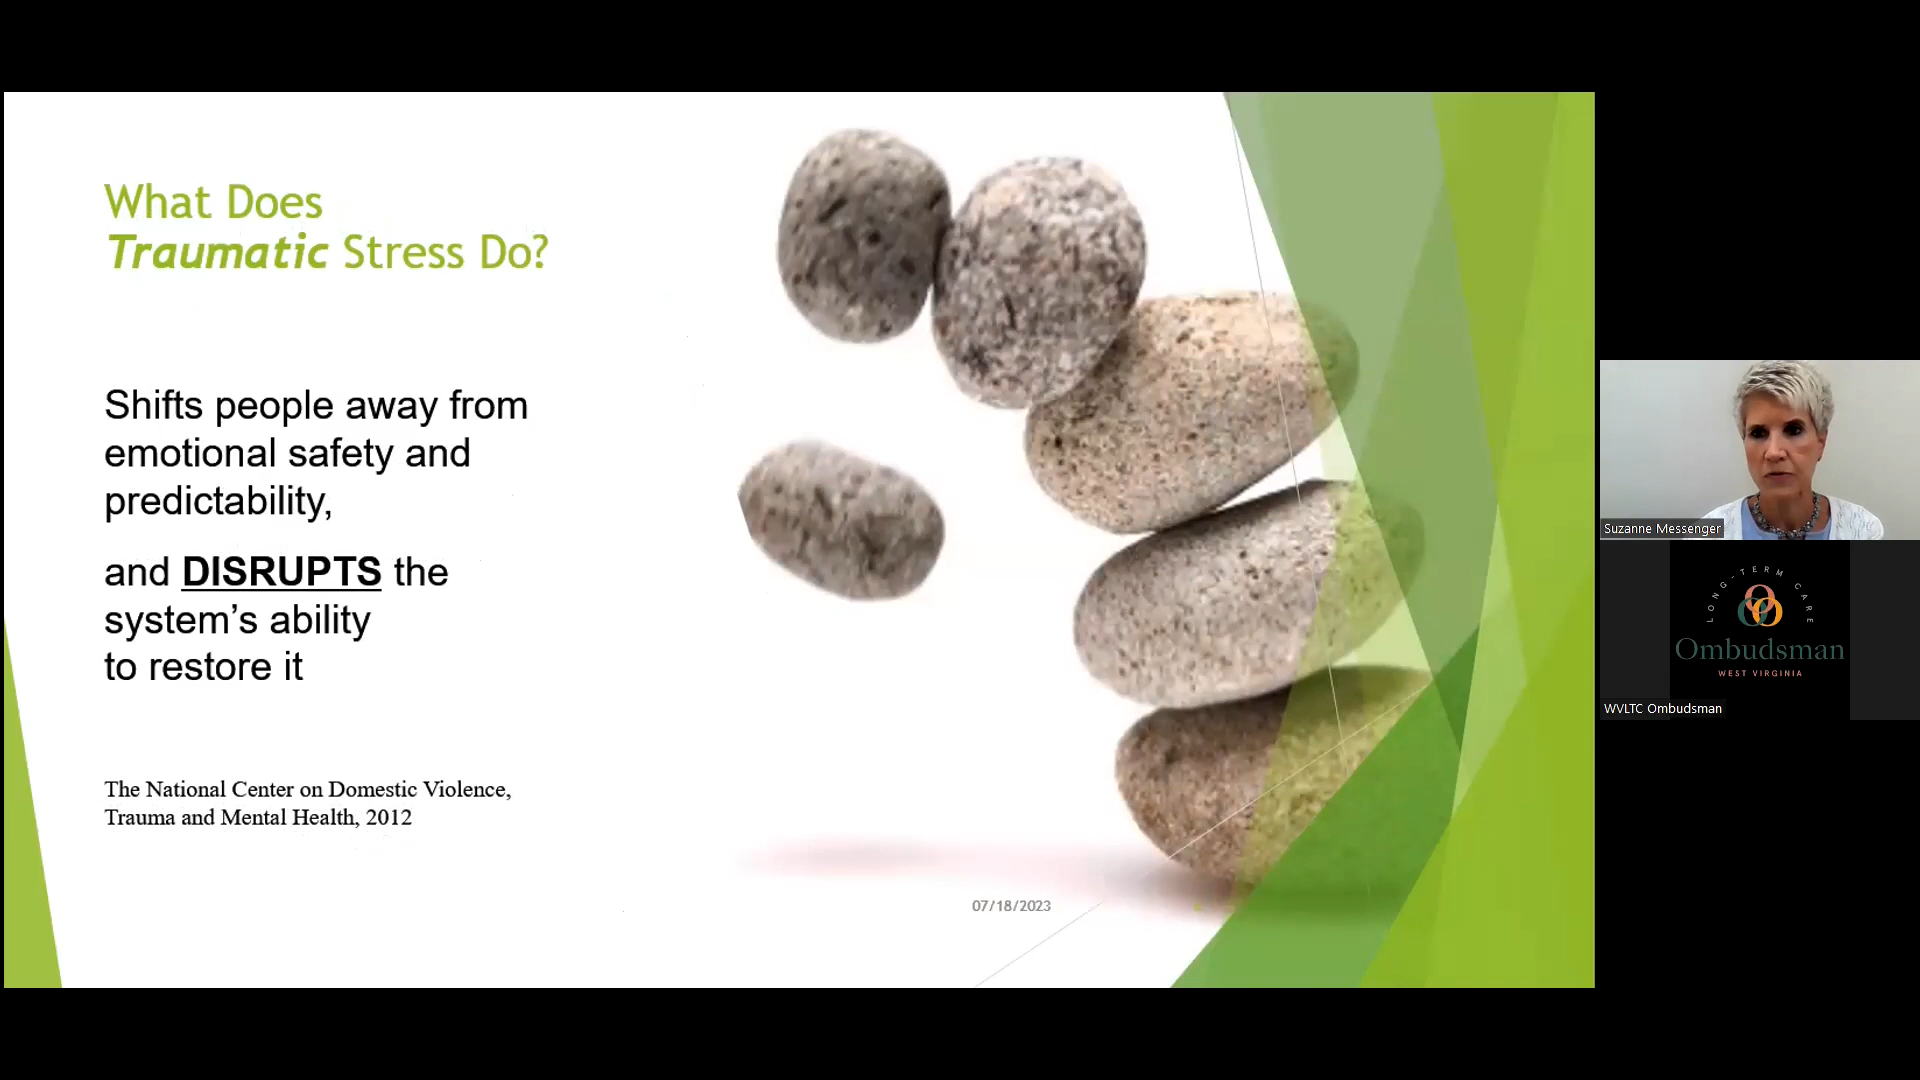 What Does
Traumatic Stress Do?
Shifts people away from
emotional safety and
predictability,
and DISRUPTS the
system’s ability
to restore it
The National Center on Domestic Violence,
Trauma and Mental Health, 2012
07/18/2023
Suzanne Messenger
LONG-TERM CARE
Ombudsman
WEST VIRGINIA
WVLTC Ombudsman